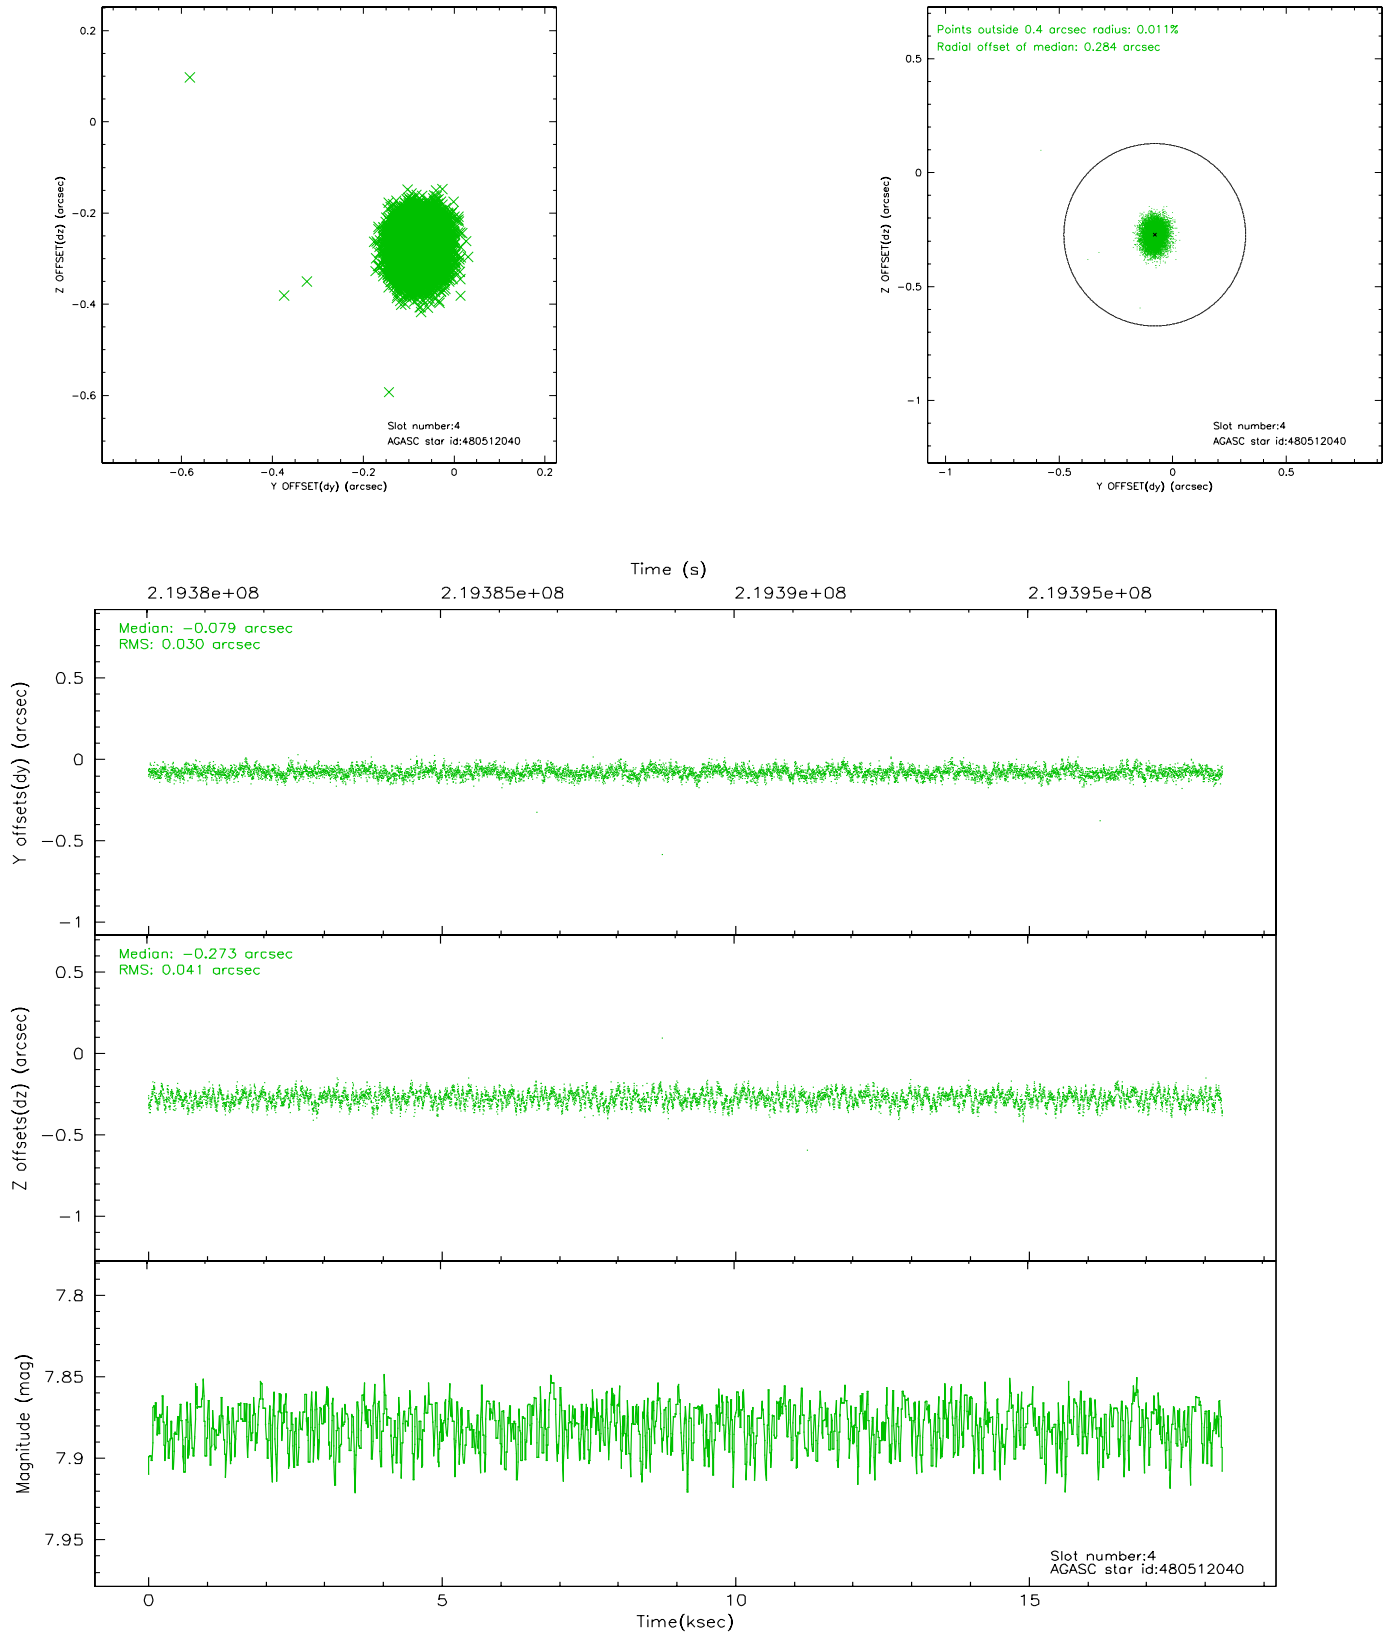 0.2
0
-0.2
-0.4
-0.6
Z OFFSET(dz) (arcsec)
Slot number:4
AGASC star id:480512040
-0.6 -0.4 -0.2 0 0.2
Y OFFSET(dy) (arcsec)
Points outside 0.4 arcsec radius: 0.011%
Radial offset of median: 0.284 arcsec
0.5
0
-0.5
-1
Z OFFSET(dz) (arcsec)
Slot number:4
AGASC star id:480512040
-1 -0.5 0 0.5
Y OFFSET(dy) (arcsec)
Time (s)
2.1938e+08 2.19385e+08 2.1939e+08 2.19395e+08
Median: -0.079 arcsec
RMS: 0.030 arcsec
0.5
0
-0.5
-1
Y offsets(dy) (arcsec)
Median: -0.273 arcsec
RMS: 0.041 arcsec
0.5
0
-0.5
-1
Z offsets(dz) (arcsec)
7.8
7.85
7.9
7.95
Magnitude (mag)
Slot number:4
AGASC star id:480512040
0 5 10 15
Time(ksec)